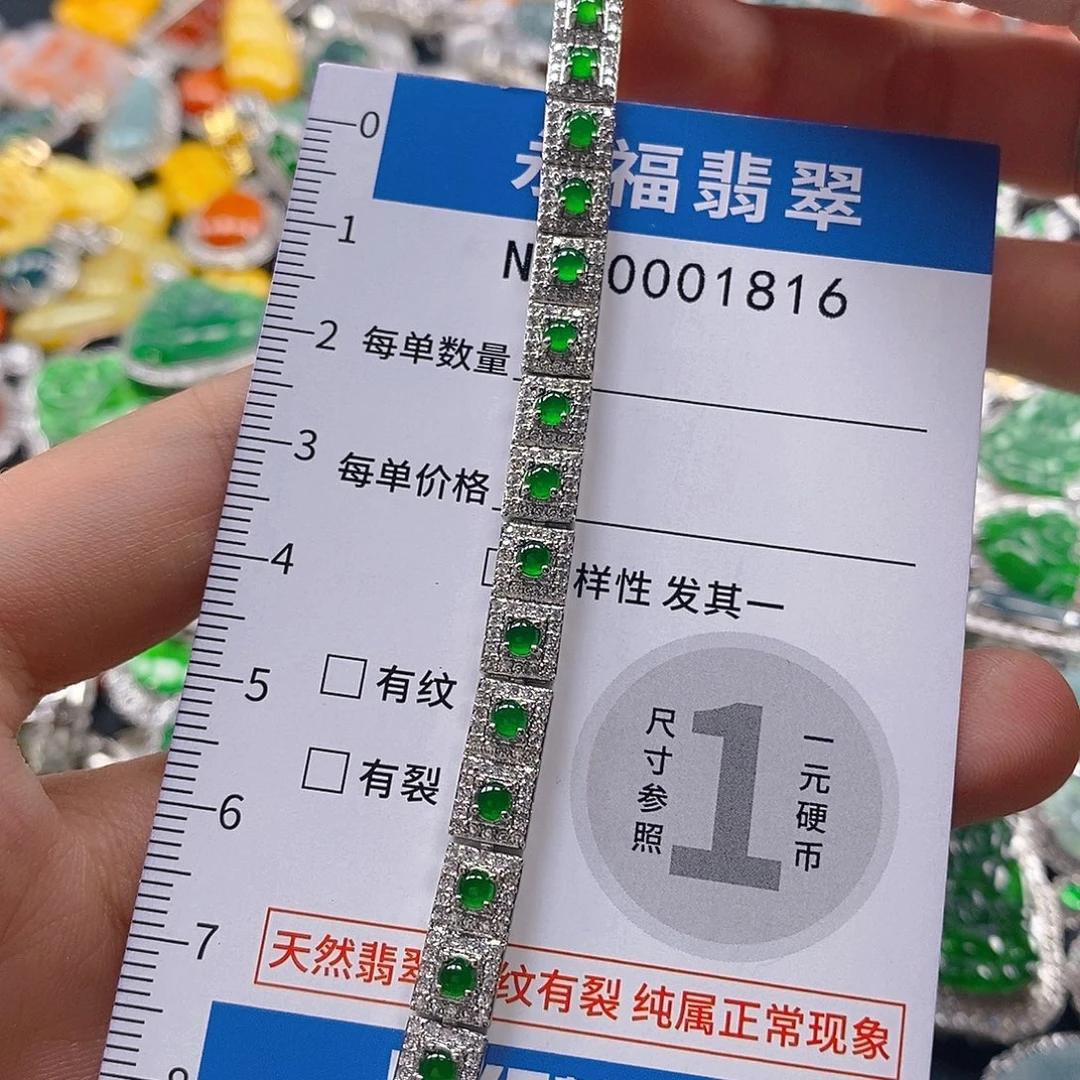 0
福翡翠
1
0001816
2
每单数量
3
每单价格
4
样性 发其一
5
有纹
6
有裂
尺寸参照
1
一元硬币
7
天然翡翠 纹有裂 纯属正常现象
8